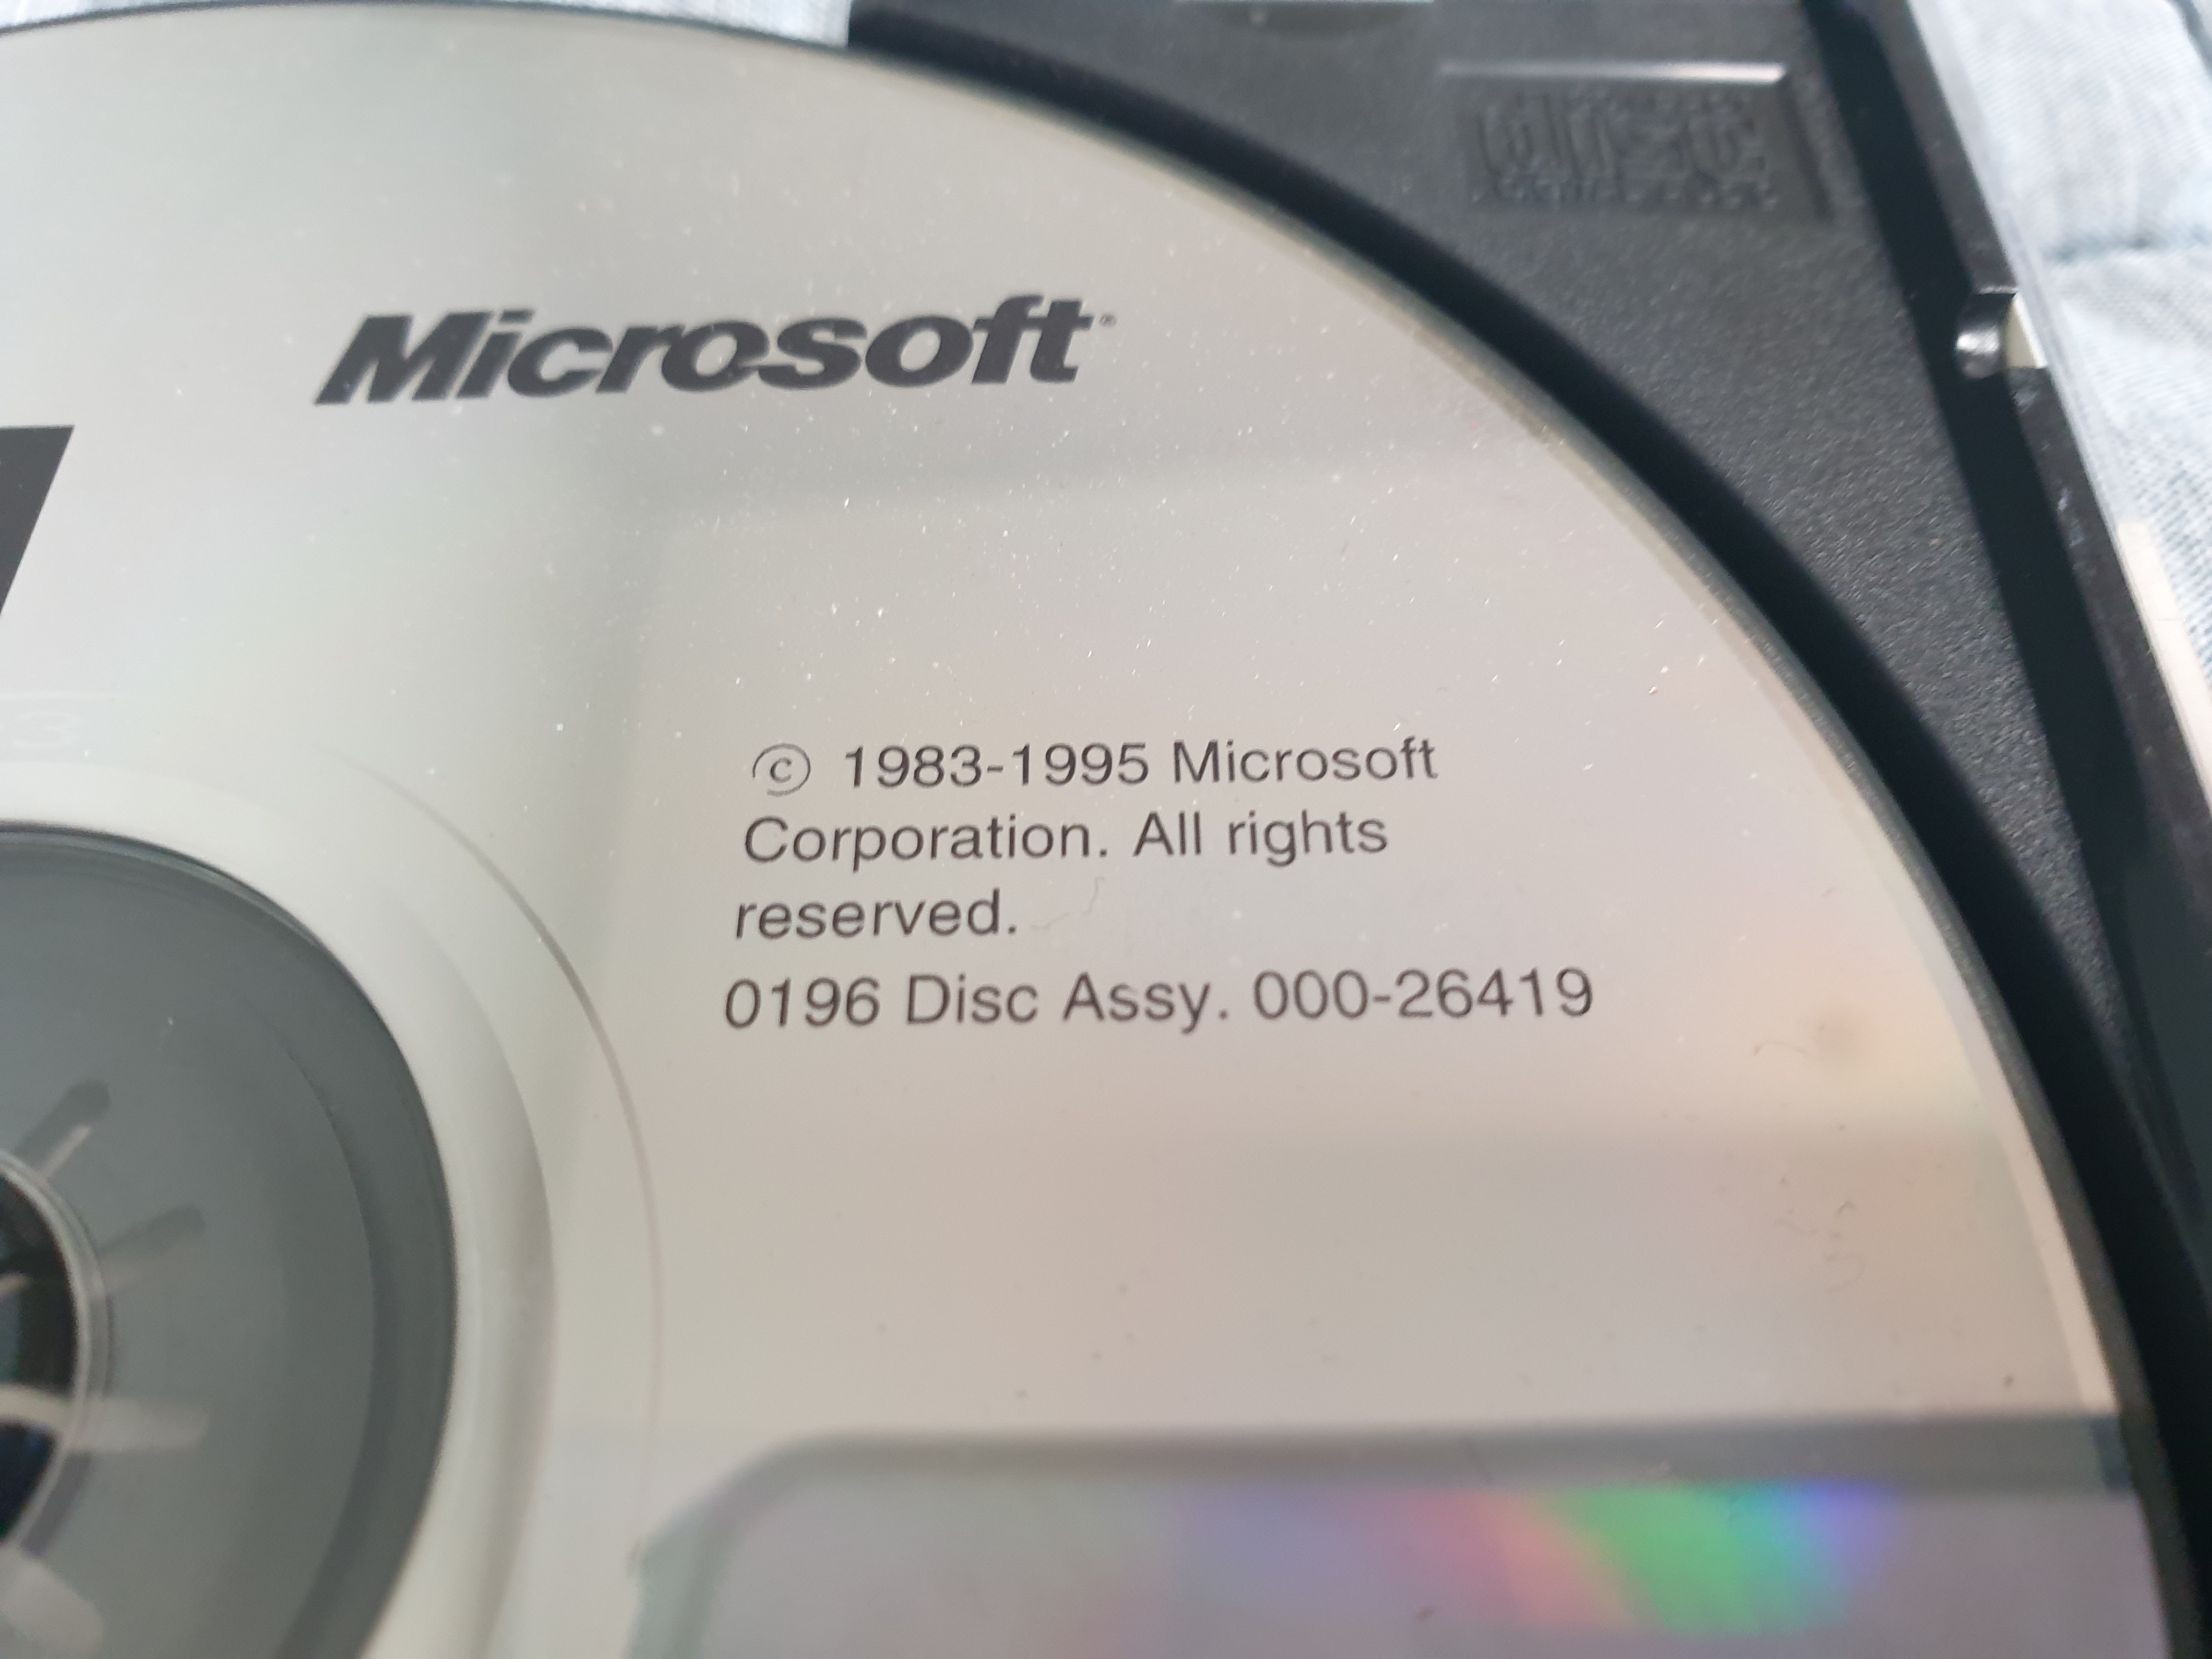 Microsoft®
© 1983-1995 Microsoft
Corporation. All rights
reserved.
0196 Disc Assy. 000-26419